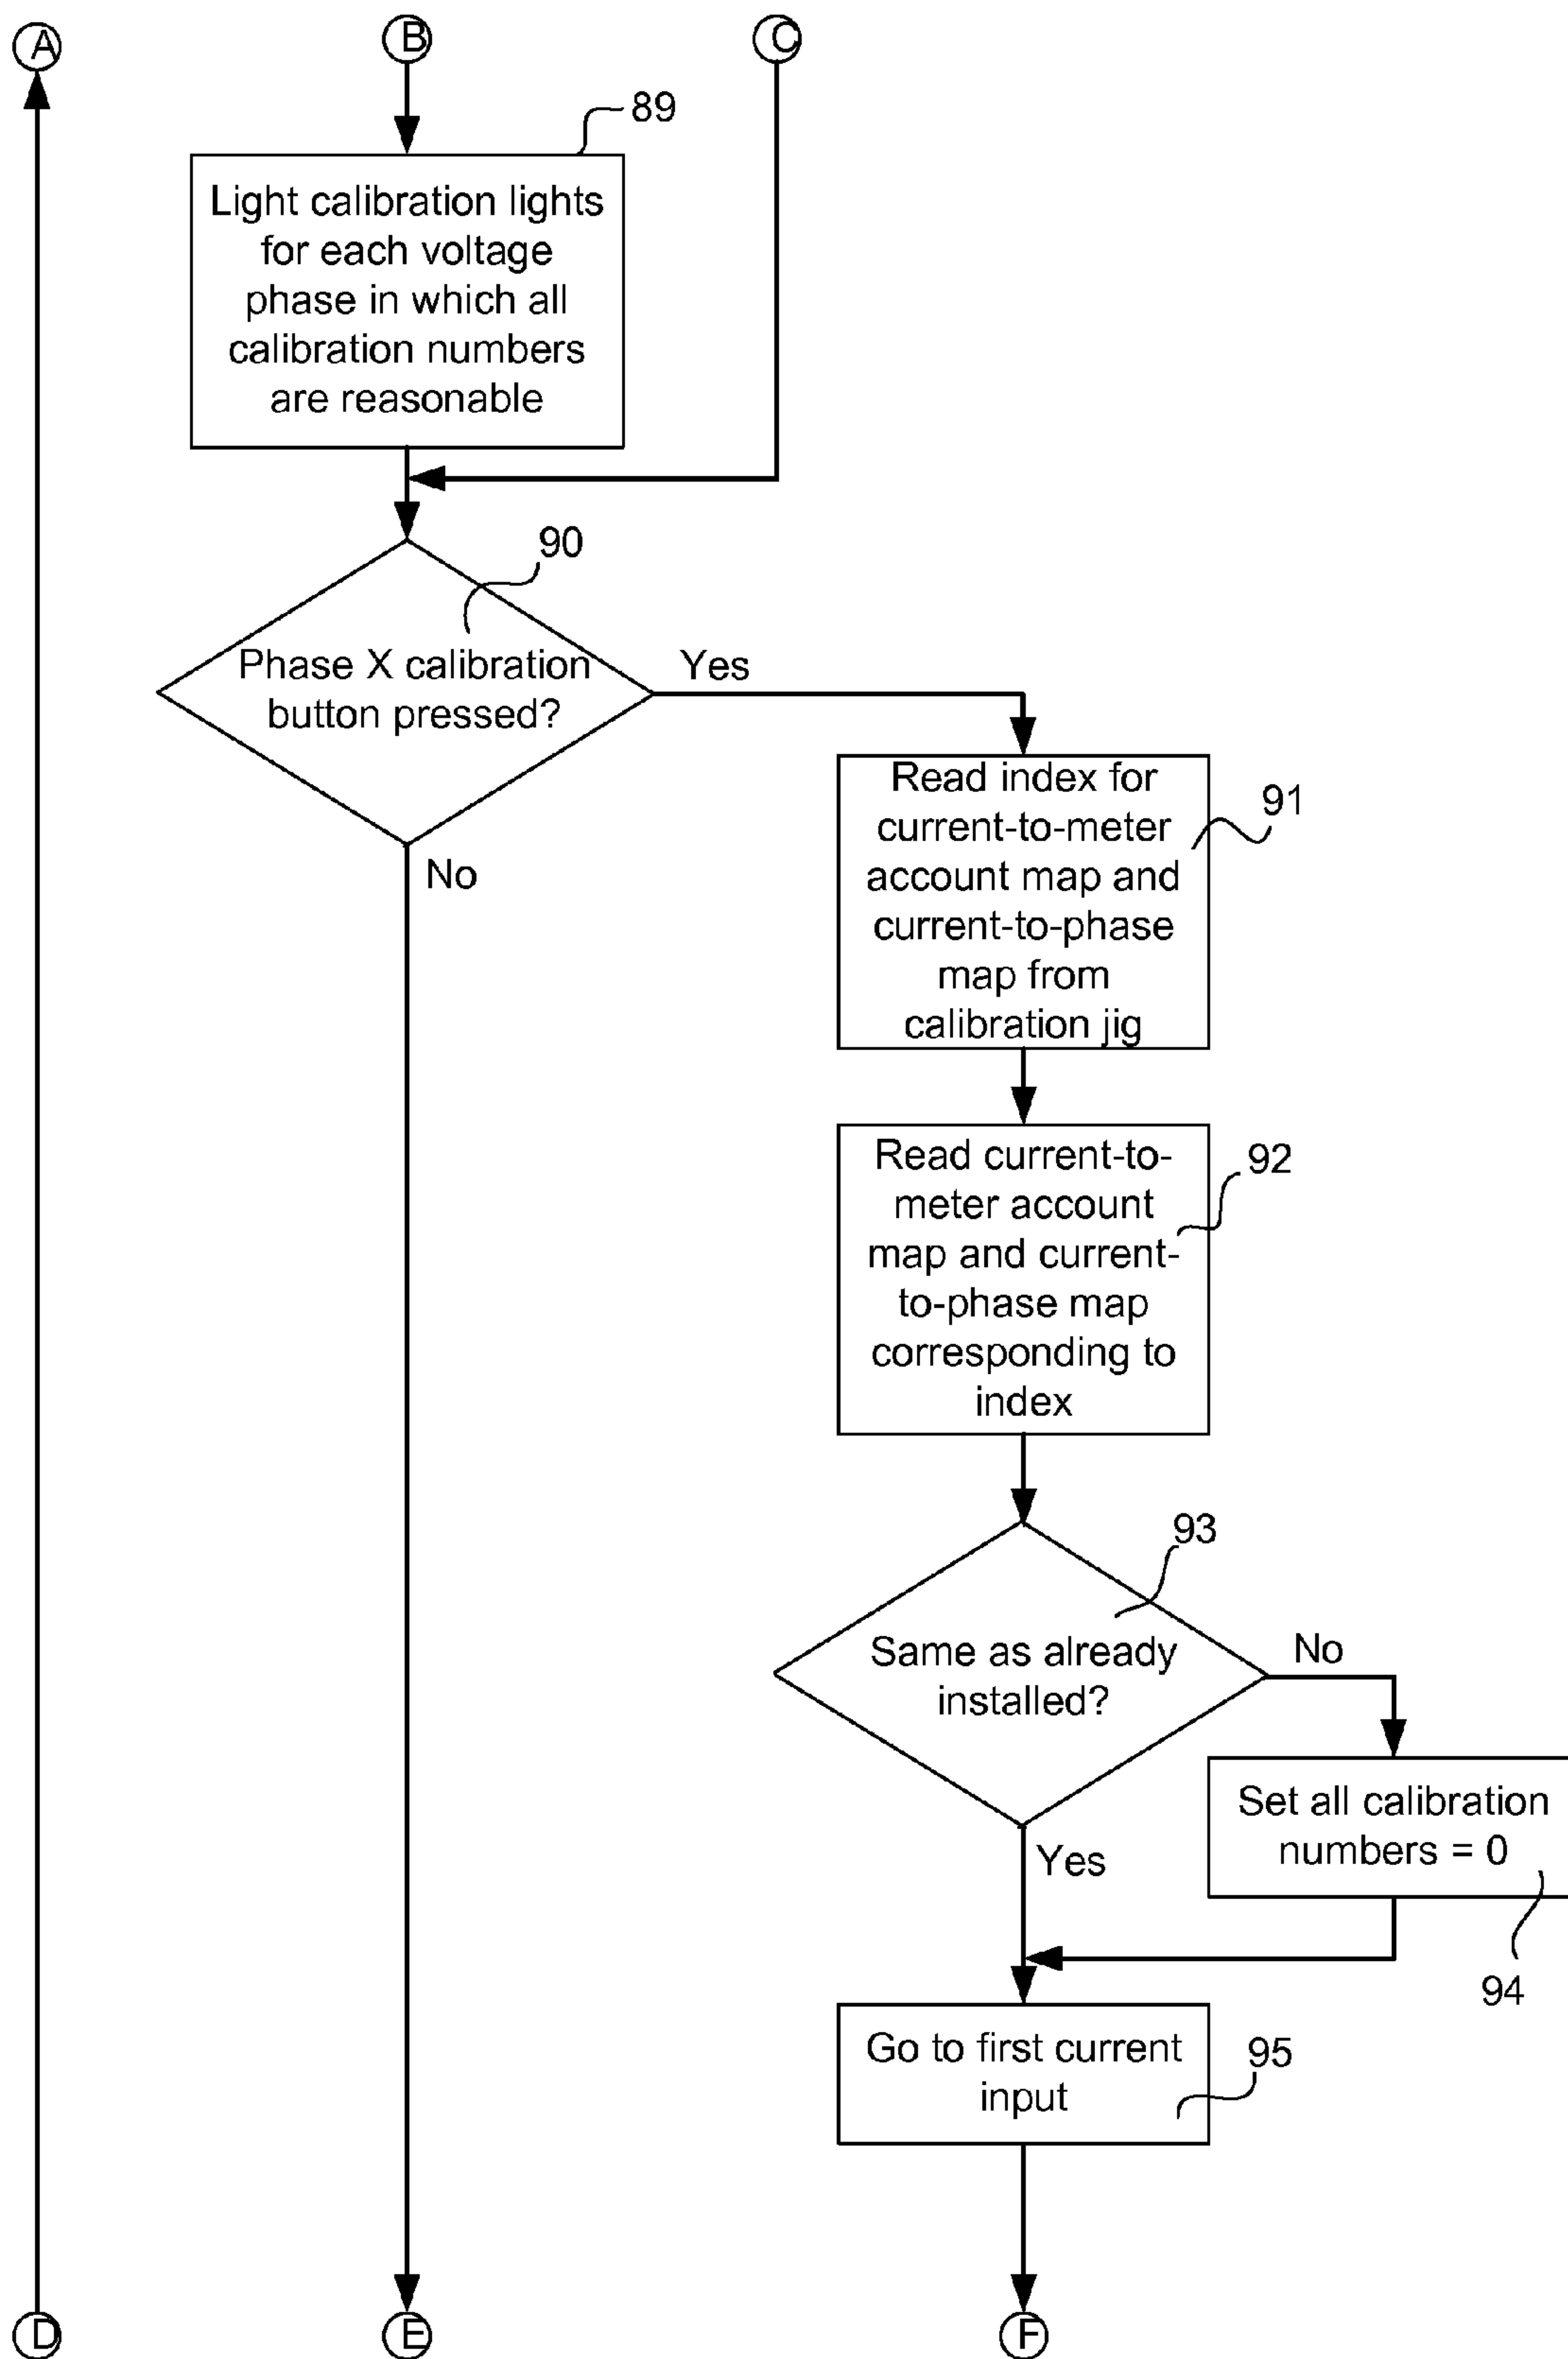 A
B
C
89
Light calibration lights
for each voltage
phase in which all
calibration numbers
are reasonable
90
Phase X calibration
button pressed?
Yes
No
Read index for
current-to-meter
account map and
current-to-phase
map from
calibration jig
91
Read current-to-
meter account
map and current-
to-phase map
corresponding to
index
92
93
Same as already
installed?
No
Yes
Set all calibration
numbers = 0
94
Go to first current
input
95
D
E
F